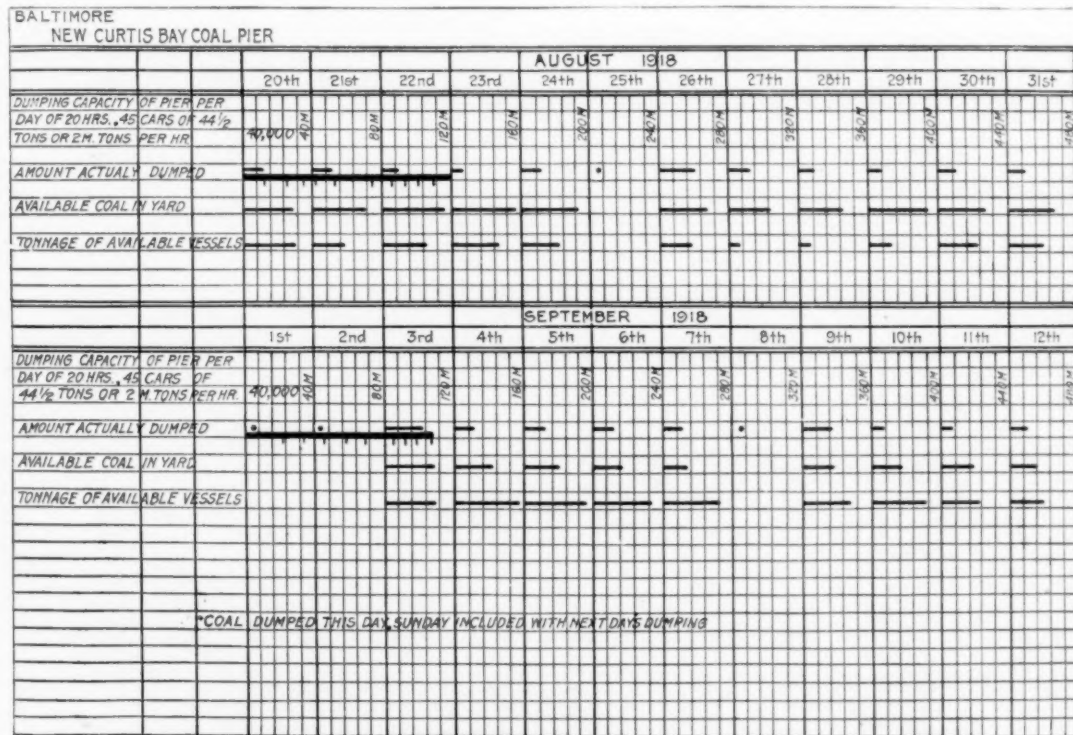 BALTIMORE
NEW CURTIS BAY COAL PIER
AUGUST 1918
20th 21st 22nd 23rd 24th 25th 26th 27th 28th 29th 30th 31st
DUMPING CAPACITY OF PIER PER
DAY OF 20 HRS., 45 CARS OF 44½
TONS OR 2 M. TONS PER HR. 40,000 40M 80M 120M 160M 200M 240M 280M 320M 360M 400M 440M 480M
AMOUNT ACTUALY DUMPED
AVAILABLE COAL IN YARD
TONNAGE OF AVAILABLE VESSELS
SEPTEMBER 1918
1st 2nd 3rd 4th 5th 6th 7th 8th 9th 10th 11th 12th
DUMPING CAPACITY OF PIER PER
DAY OF 20 HRS., 45 CARS OF
44½ TONS OR 2 M. TONS PER HR. 40,000 40M 80M 120M 160M 200M 240M 280M 320M 360M 400M 440M 480M
AMOUNT ACTUALLY DUMPED
AVAILABLE COAL IN YARD
TONNAGE OF AVAILABLE VESSELS
*COAL DUMPED THIS DAY, SUNDAY INCLUDED WITH NEXT DAYS DUMPING